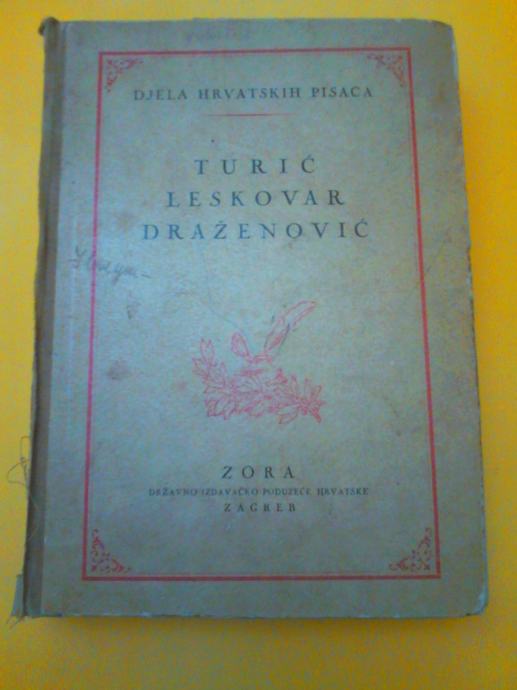 DJELA HRVATSKIH PISACA
TURIĆ
LESKOVAR
DRAŽENOVIĆ
ZORA
DRŽAVNO IZDAVAČKO PODUZEĆE HRVATSKE
ZAGREB